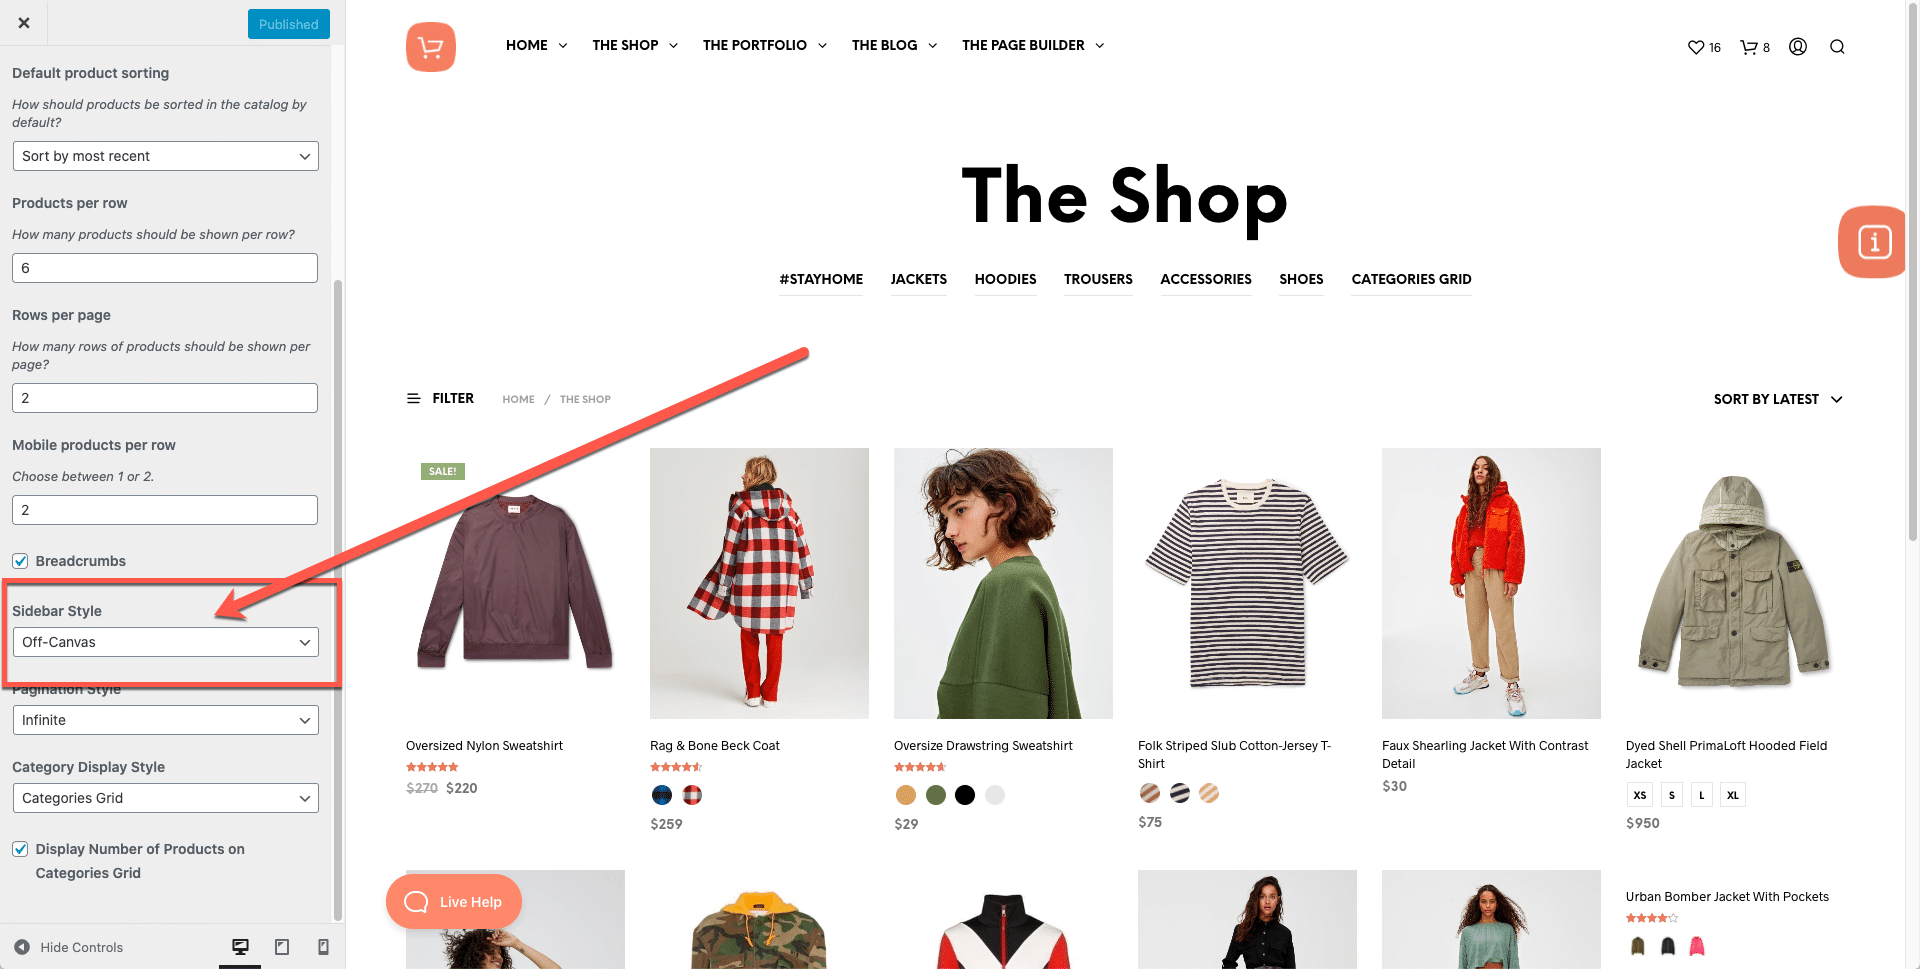 Published
Default product sorting
How should products be sorted in the catalog by
default?
Sort by most recent
Products per row
How many products should be shown per row?
6
Rows per page
How many rows of products should be shown per
page?
2
Mobile products per row
Choose between 1 or 2.
2
Breadcrumbs
Sidebar Style
Off-Canvas
Pagination Style
Infinite
Category Display Style
Categories Grid
Display Number of Products on
Categories Grid
Hide Controls
HOME THE SHOP THE PORTFOLIO THE BLOG THE PAGE BUILDER
16 8
The Shop
#STAYHOME JACKETS HOODIES TROUSERS ACCESSORIES SHOES CATEGORIES GRID
FILTER HOME / THE SHOP SORT BY LATEST
SALE!
Oversized Nylon Sweatshirt
$270 $220
Rag & Bone Beck Coat
$259
Oversize Drawstring Sweatshirt
$29
Folk Striped Slub Cotton-Jersey T-
Shirt
$75
Faux Shearling Jacket With Contrast
Detail
$30
Dyed Shell PrimaLoft Hooded Field
Jacket
XS S L XL
$950
Live Help
Urban Bomber Jacket With Pockets